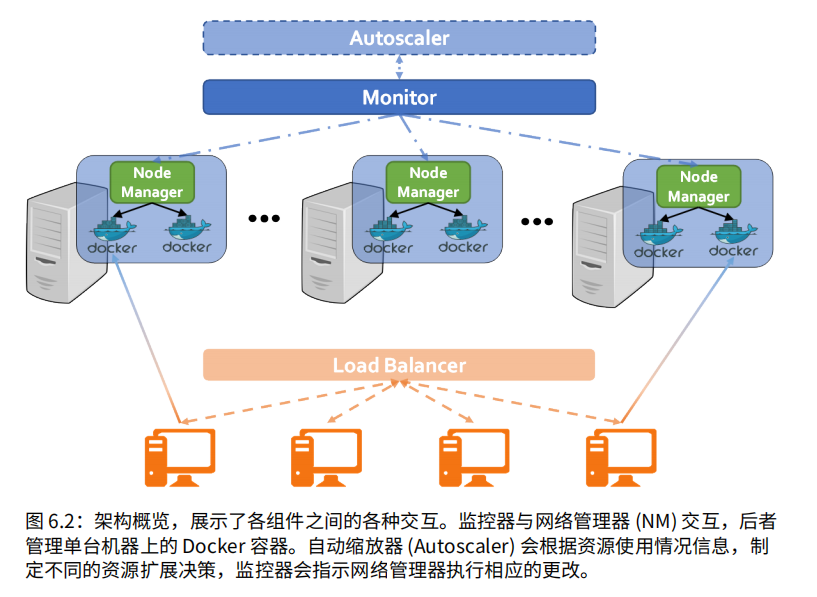 Autoscaler
Monitor
Node
Manager
docker
docker
Node
Manager
docker
docker
Node
Manager
docker
docker
Load Balancer
图 6.2：架构概览，展示了各组件之间的各种交互。监控器与网络管理器 (NM) 交互，后者
管理单台机器上的 Docker 容器。自动缩放器 (Autoscaler) 会根据资源使用情况信息，制
定不同的资源扩展决策，监控器会指示网络管理器执行相应的更改。